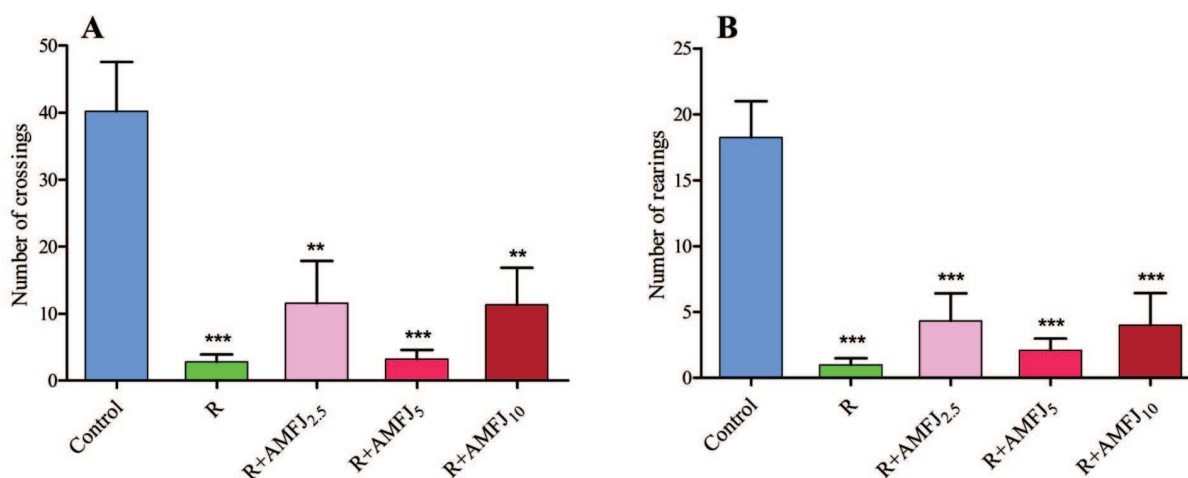 A
Number of crossings
50
40
30
20
10
0
**
**
***
***
Control
R
R+AMFJ2.5
R+AMFJ5
R+AMFJ10
B
Number of rearings
25
20
15
10
5
0
***
***
***
***
Control
R
R+AMFJ2.5
R+AMFJ5
R+AMFJ10